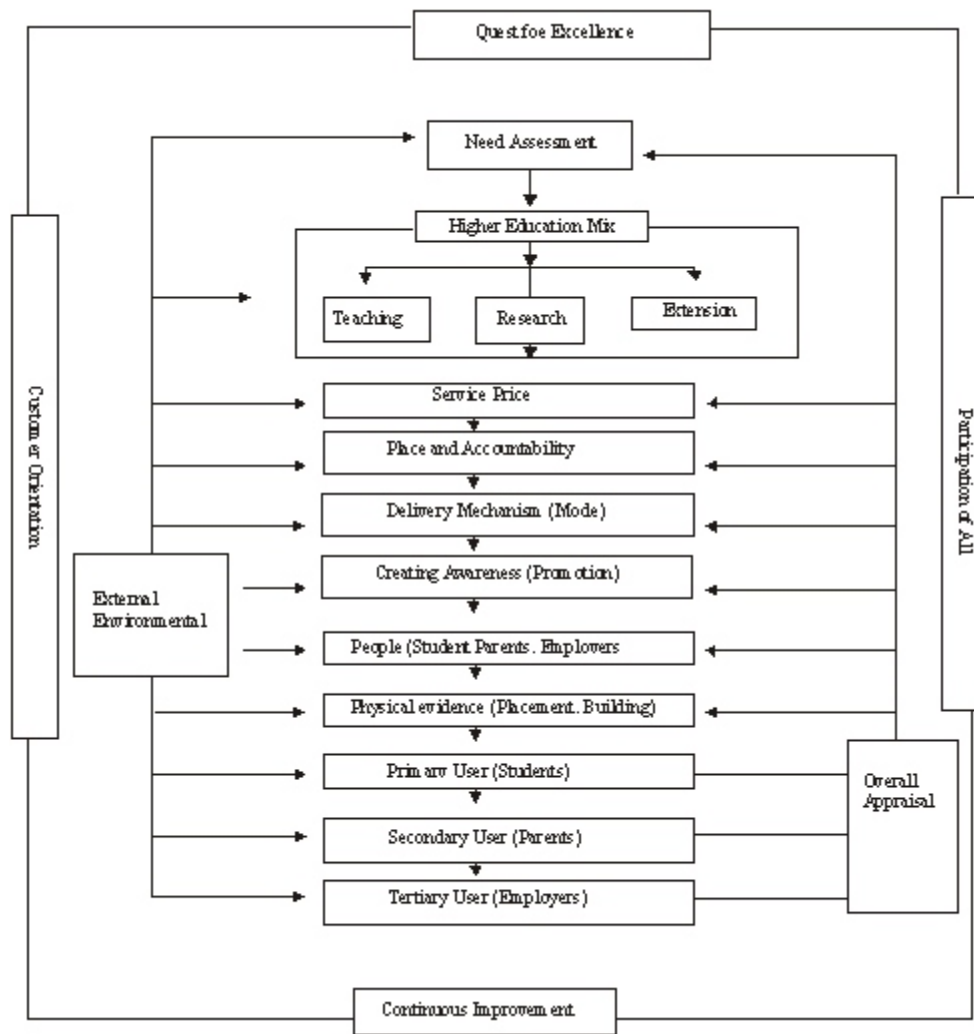 Quest foe Excellence
Need Assessment
Higher Education Mix
Teaching
Research
Extension
Service Price
Place and Accountability
Delivery Mechanism (Mode)
Creating Awareness (Promotion)
People (Student Parents. Employers
Physical evidence (Placement. Building)
Primary User (Students)
Secondary User (Parents)
Tertiary User (Employers)
External
Environmental
Overall
Appraisal
Customer Orientation
Participation of All
Continuous Improvement